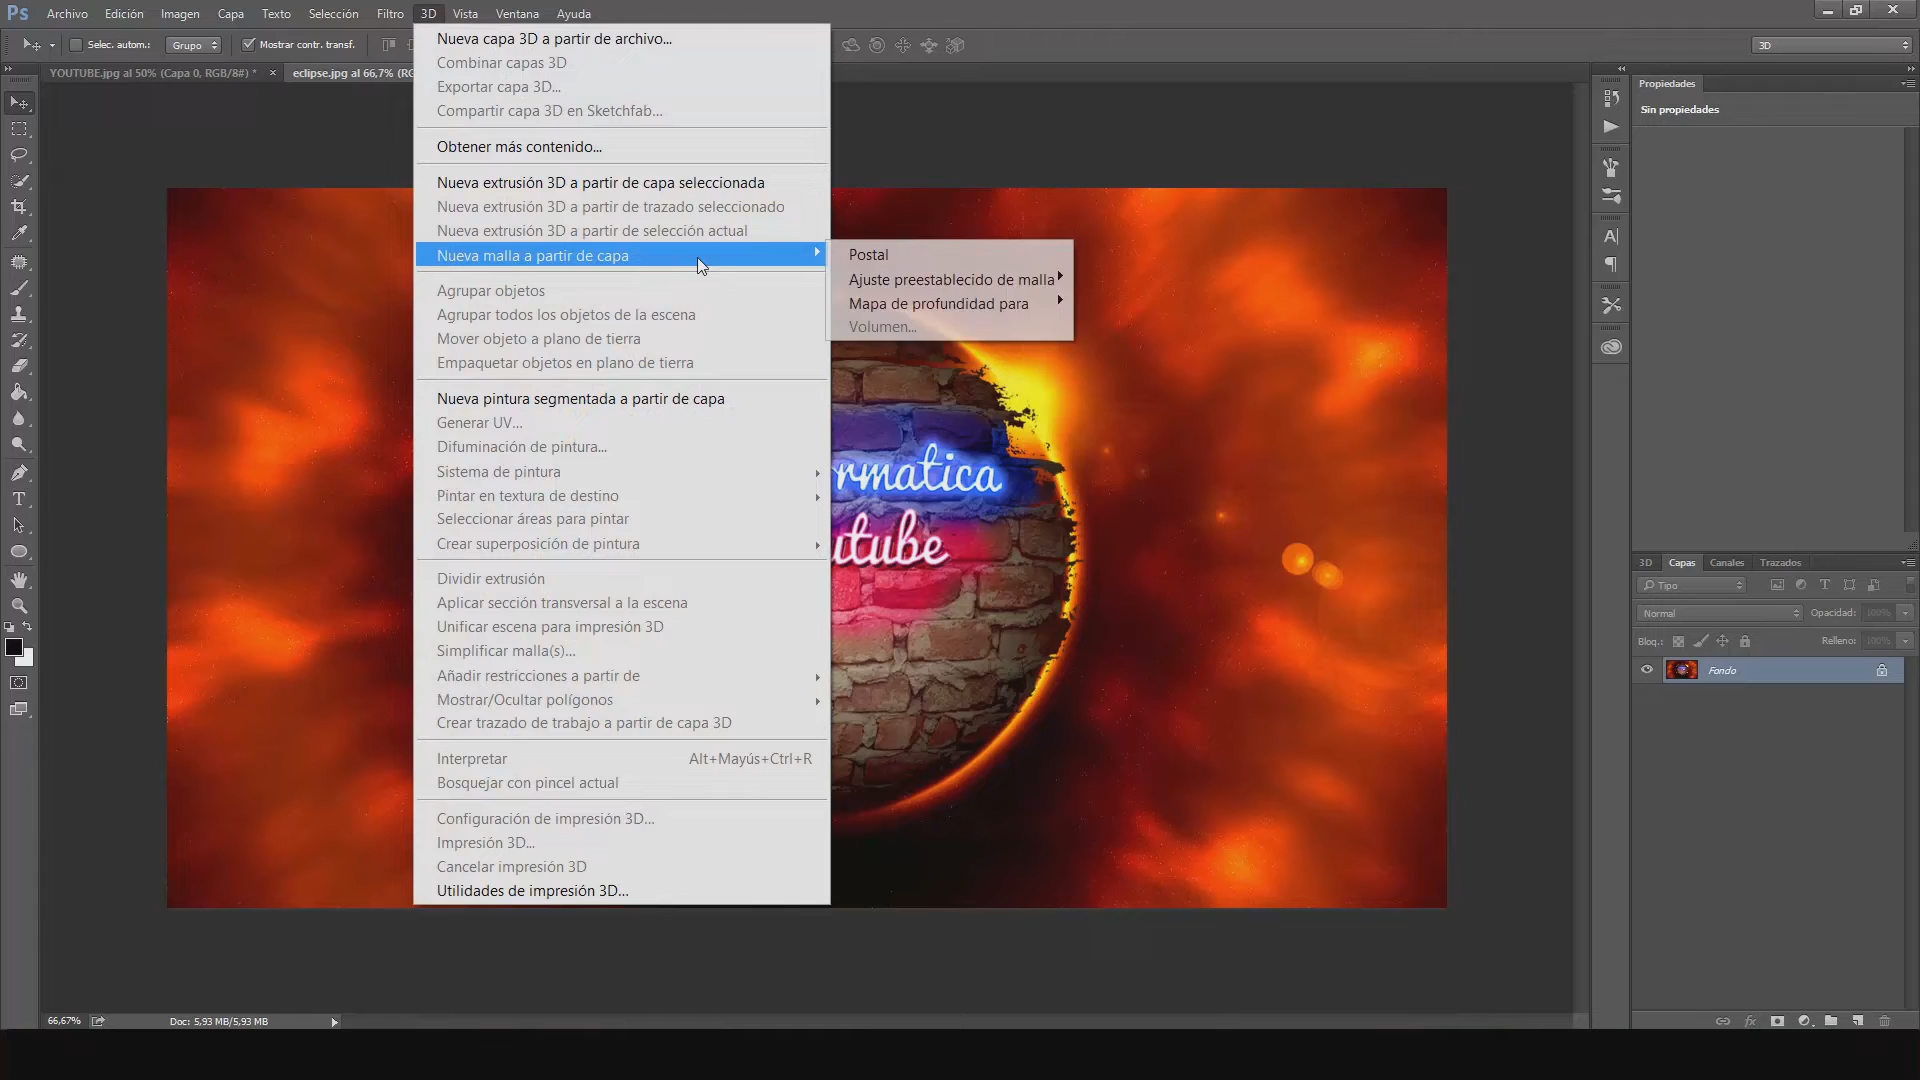 Ps Archivo Edición Imagen Capa Texto Selección Filtro 3D Vista Ventana Ayuda
Selec. autom.: Grupo Mostrar contr. transf. 3D
YOUTUBE.jpg al 50% (Capa 0, RGB/8#) * × eclipse.jpg al 66,7% (RG
Nueva capa 3D a partir de archivo...
Combinar capas 3D
Exportar capa 3D...
Compartir capa 3D en Sketchfab...
Obtener más contenido...
Nueva extrusión 3D a partir de capa seleccionada
Nueva extrusión 3D a partir de trazado seleccionado
Nueva extrusión 3D a partir de selección actual
Nueva malla a partir de capa
Agrupar objetos
Agrupar todos los objetos de la escena
Mover objeto a plano de tierra
Empaquetar objetos en plano de tierra
Nueva pintura segmentada a partir de capa
Generar UV...
Difuminación de pintura...
Sistema de pintura
Pintar en textura de destino
Seleccionar áreas para pintar
Crear superposición de pintura
Dividir extrusión
Aplicar sección transversal a la escena
Unificar escena para impresión 3D
Simplificar malla(s)...
Añadir restricciones a partir de
Mostrar/Ocultar polígonos
Crear trazado de trabajo a partir de capa 3D
Interpretar Alt+Mayús+Ctrl+R
Bosquejar con pincel actual
Configuración de impresión 3D...
Impresión 3D...
Cancelar impresión 3D
Utilidades de impresión 3D...
Postal
Ajuste preestablecido de malla
Mapa de profundidad para
Volumen...
rmatica
utube
Propiedades
Sin propiedades
3D Capas Canales Trazados
Tipo
Normal Opacidad: 100%
Bloq.: Relleno: 100%
Fondo
66,67% Doc: 5,93 MB/5,93 MB